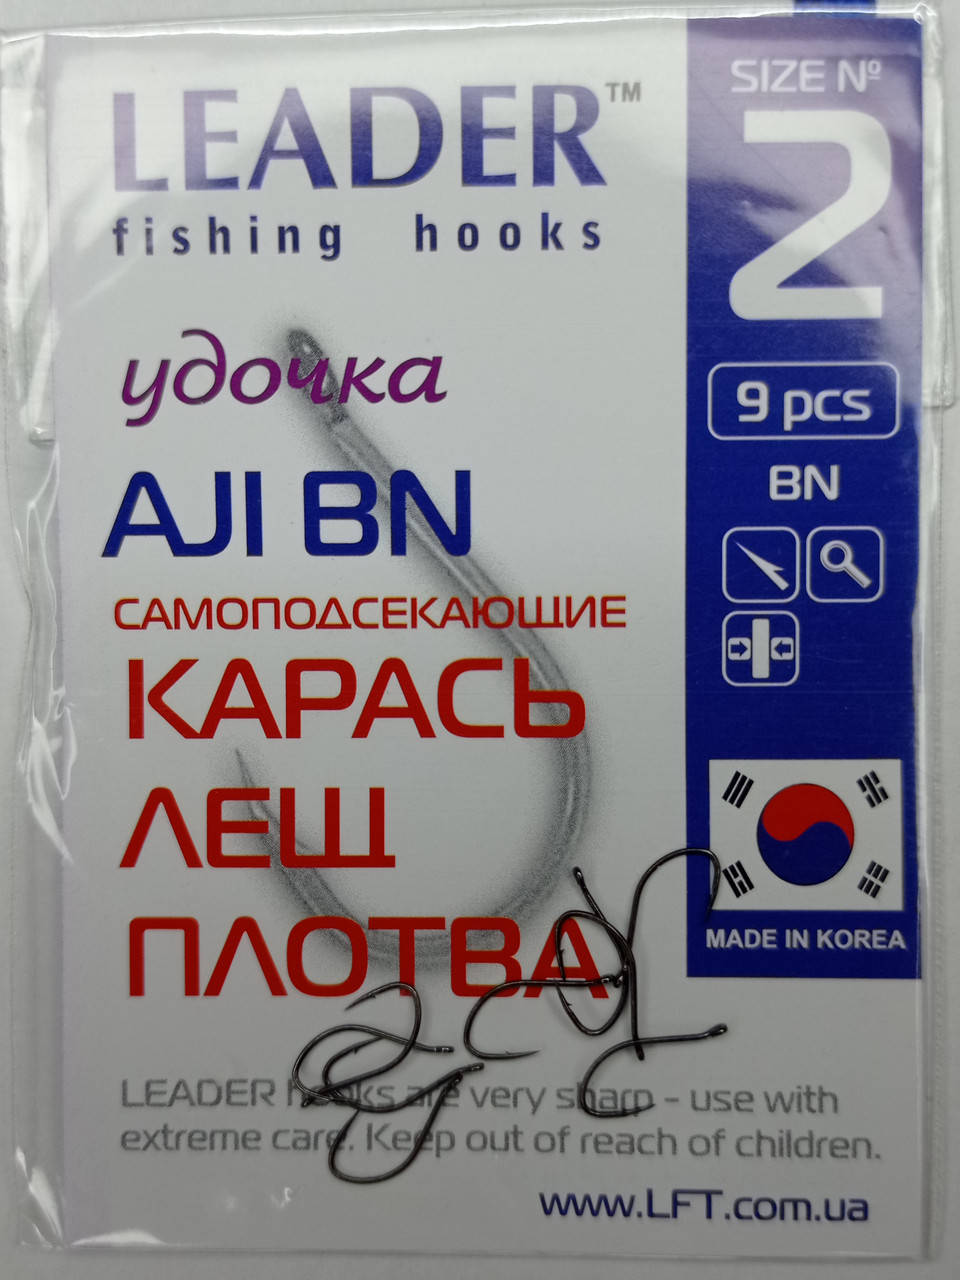 LEADER™
fishing hooks
удочка
AJI BN
САМОПОДСЕКАЮЩИЕ
КАРАСЬ
ЛЕЩ
ПЛОТВА
LEADER hooks are very sharp - use with
extreme care. Keep out of reach of children.
www.LFT.com.ua
SIZE №
2
9 pcs
BN
MADE IN KOREA